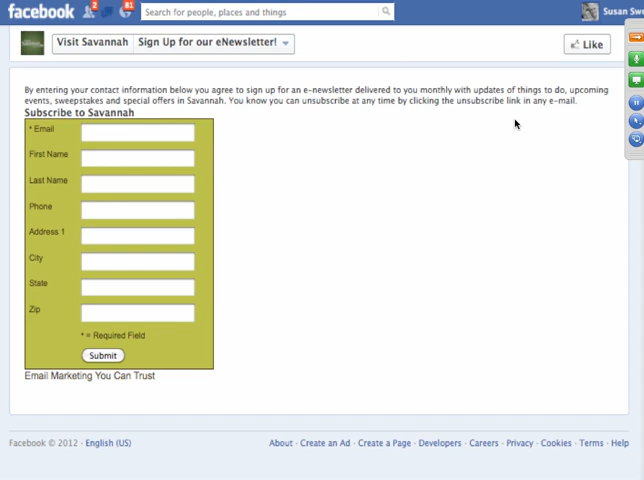 facebook 2 81 Search for people, places and things Susan
Visit Savannah Sign Up for our eNewsletter! Like
By entering your contact information below you agree to sign up for an e-newsletter delivered to you monthly with updates of things to do, upcoming
events, sweepstakes and special offers in Savannah. You know you can unsubscribe at any time by clicking the unsubscribe link in any e-mail.
Subscribe to Savannah
* Email
First Name
Last Name
Phone
Address 1
City
State
Zip
* = Required Field
Submit
Email Marketing You Can Trust
Facebook © 2012 · English (US) About · Create an Ad · Create a Page · Developers · Careers · Privacy · Cookies · Terms · Help